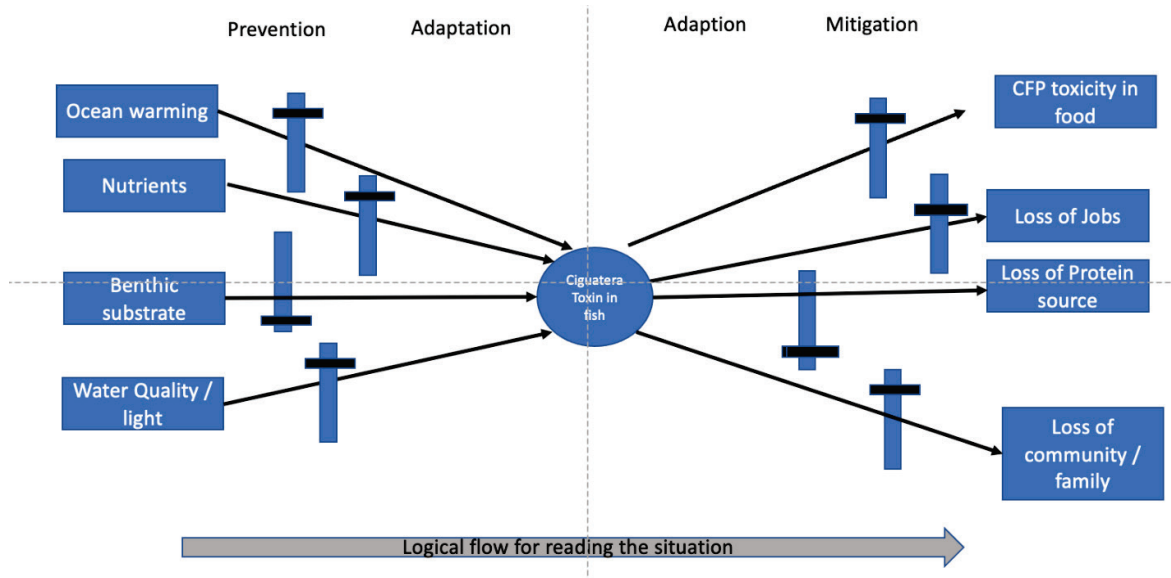 Prevention
Adaptation
Adaption
Mitigation
Ocean warming
Nutrients
Benthic
substrate
Water Quality /
light
Ciguatera
Toxin in
fish
CFP toxicity in
food
Loss of Jobs
Loss of Protein
source
Loss of
community /
family
Logical flow for reading the situation